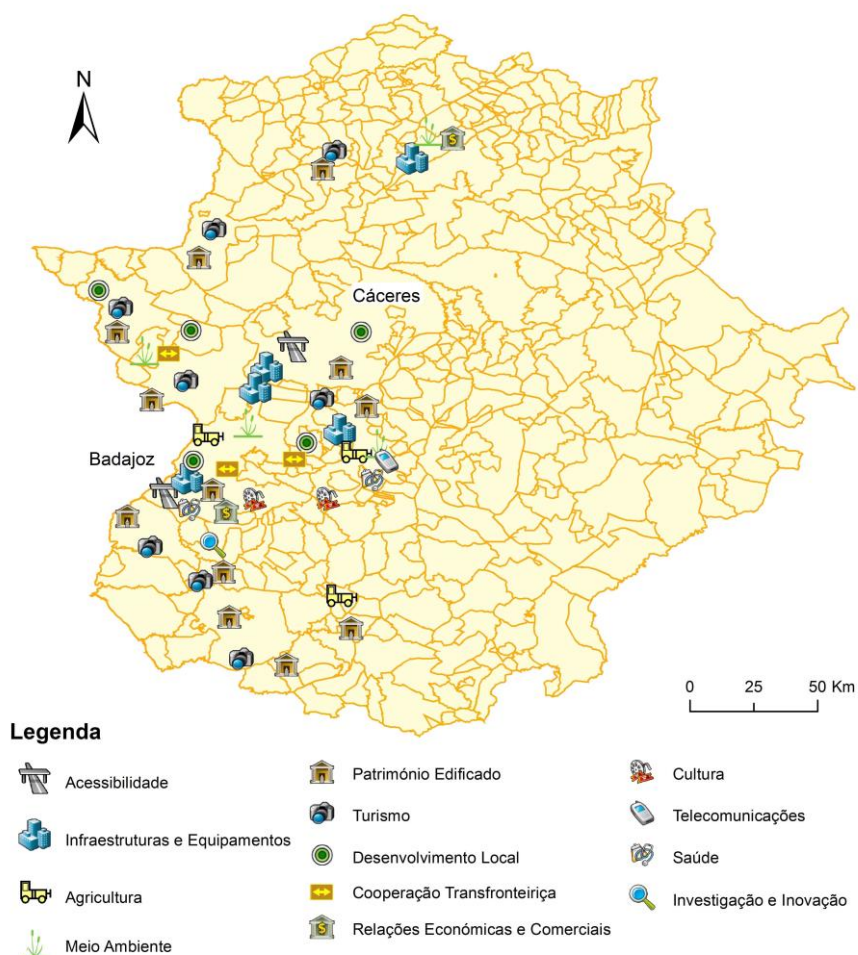 N
Cáceres
Badajoz
0 25 50 Km
Legenda
Acessibilidade
Infraestruturas e Equipamentos
Agricultura
Meio Ambiente
Património Edificado
Turismo
Desenvolvimento Local
Cooperação Transfronteiriça
Relações Económicas e Comerciais
Cultura
Telecomunicações
Saúde
Investigação e Inovação